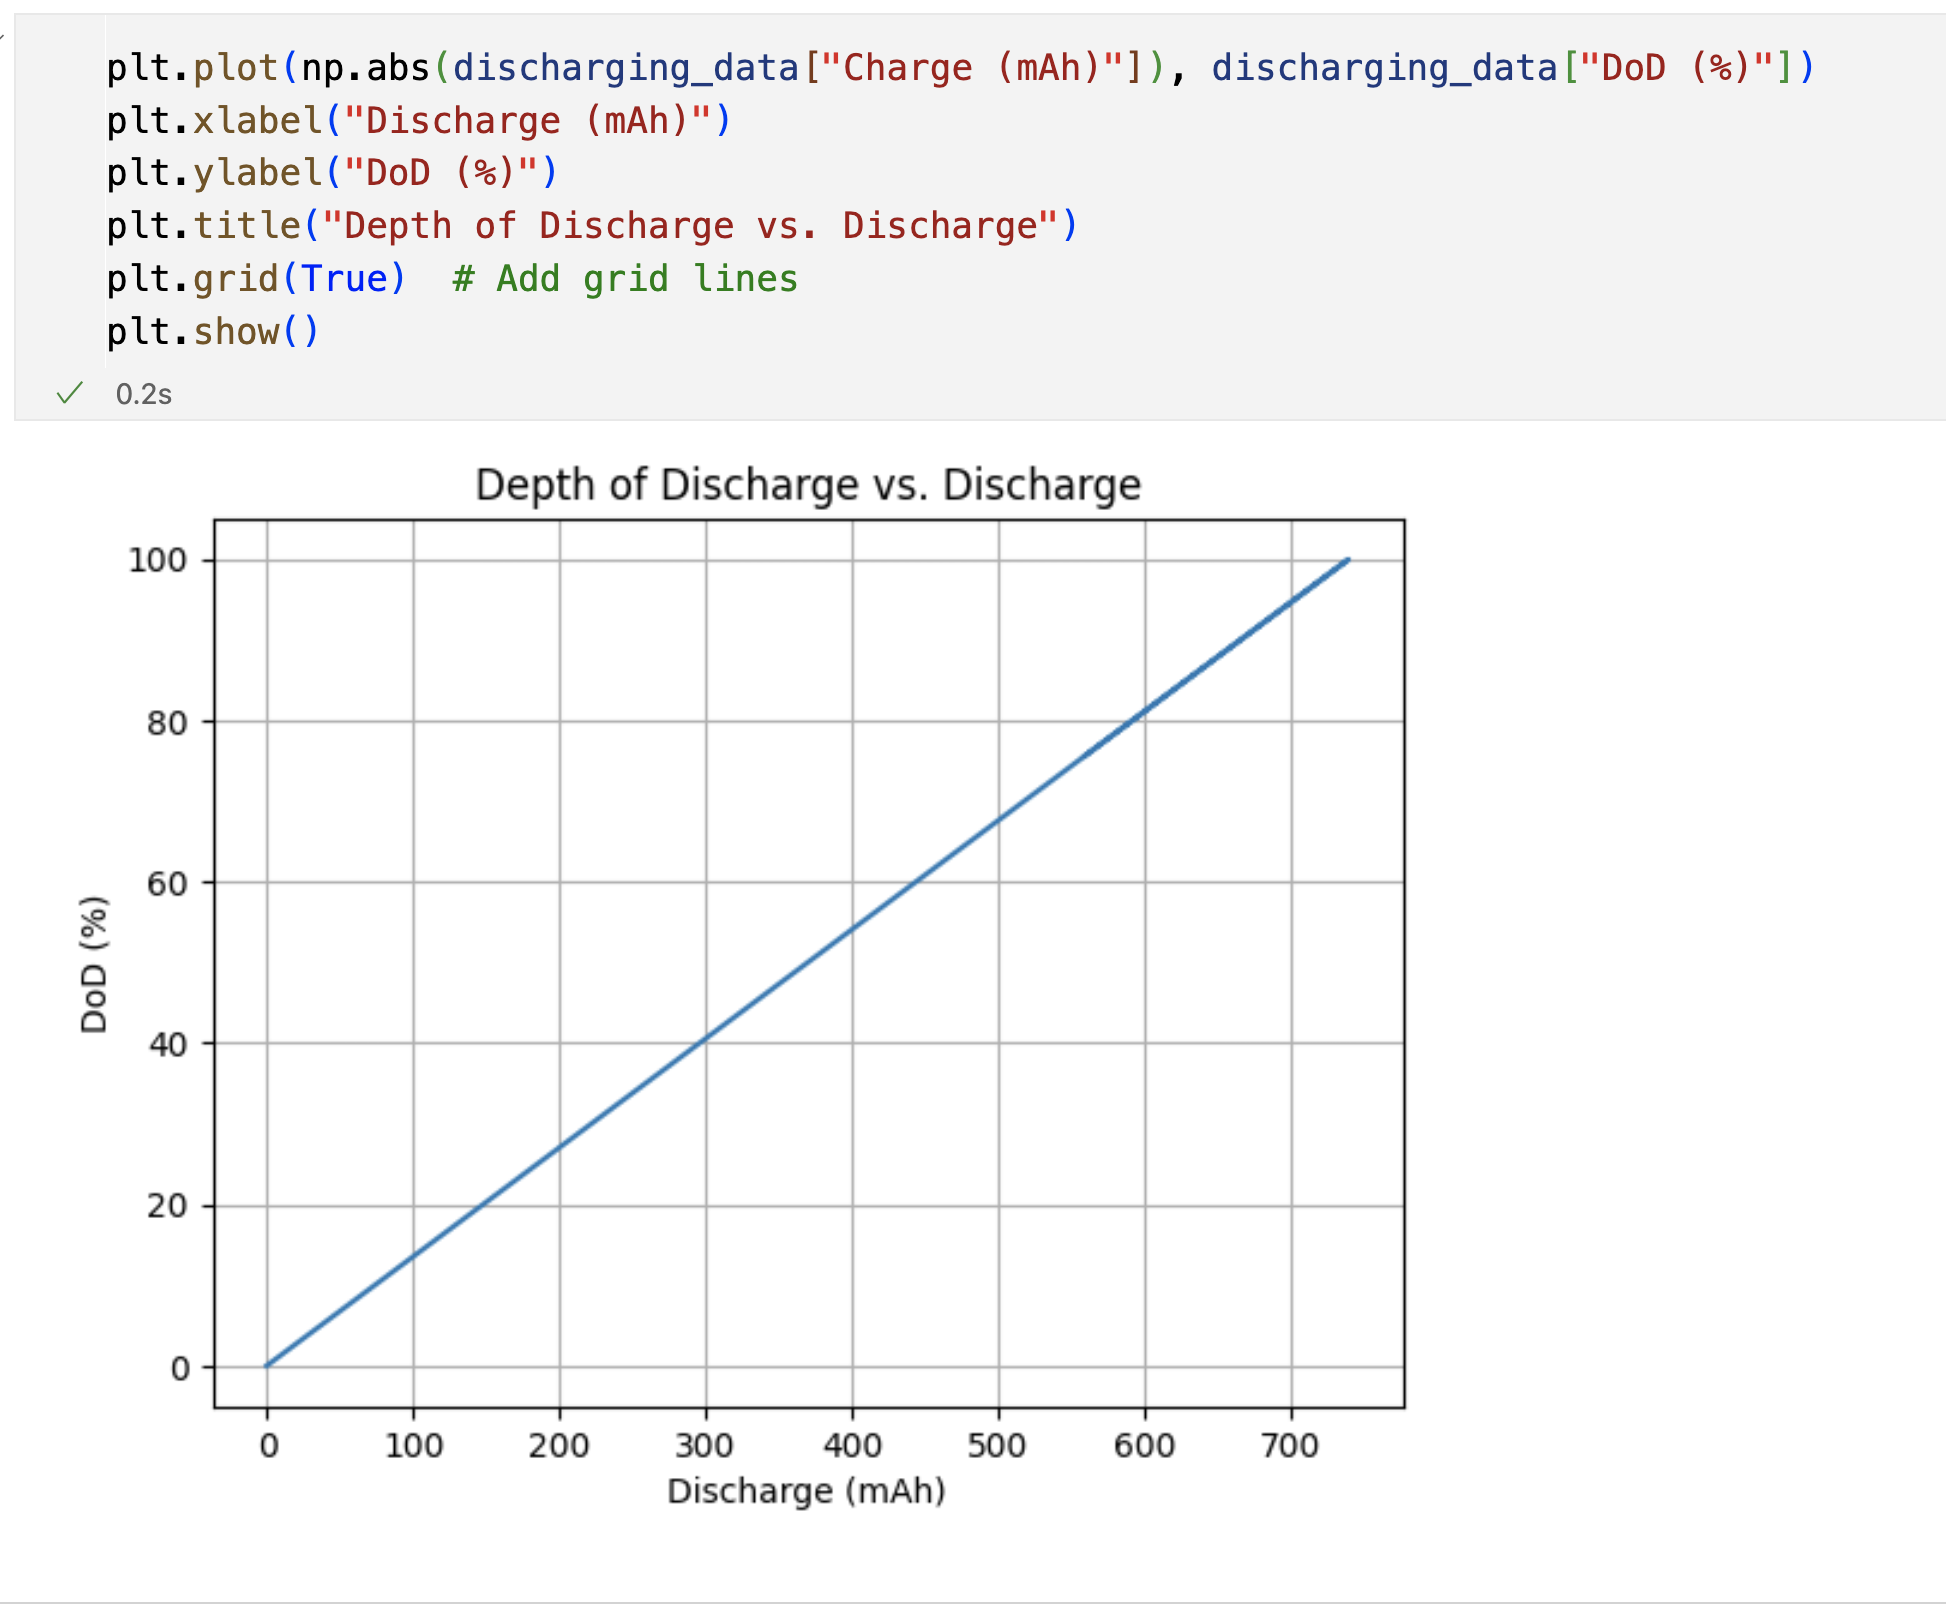 plt.plot(np.abs(discharging_data["Charge (mAh)"]), discharging_data["DoD (%)"])
plt.xlabel("Discharge (mAh)")
plt.ylabel("DoD (%)")
plt.title("Depth of Discharge vs. Discharge")
plt.grid(True)  # Add grid lines
plt.show()
0.2s
Depth of Discharge vs. Discharge
100
80
60
40
20
0
DoD (%)
0 100 200 300 400 500 600 700
Discharge (mAh)